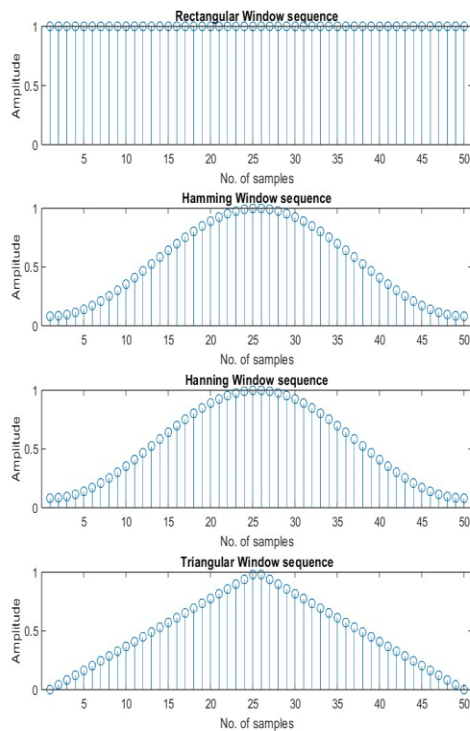 Rectangular Window sequence
1
0.5
0
Amplitude
5 10 15 20 25 30 35 40 45 50
No. of samples
Hamming Window sequence
1
0.5
0
Amplitude
5 10 15 20 25 30 35 40 45 50
No. of samples
Hanning Window sequence
1
0.5
0
Amplitude
5 10 15 20 25 30 35 40 45 50
No. of samples
Triangular Window sequence
1
0.5
0
Amplitude
5 10 15 20 25 30 35 40 45 50
No. of samples